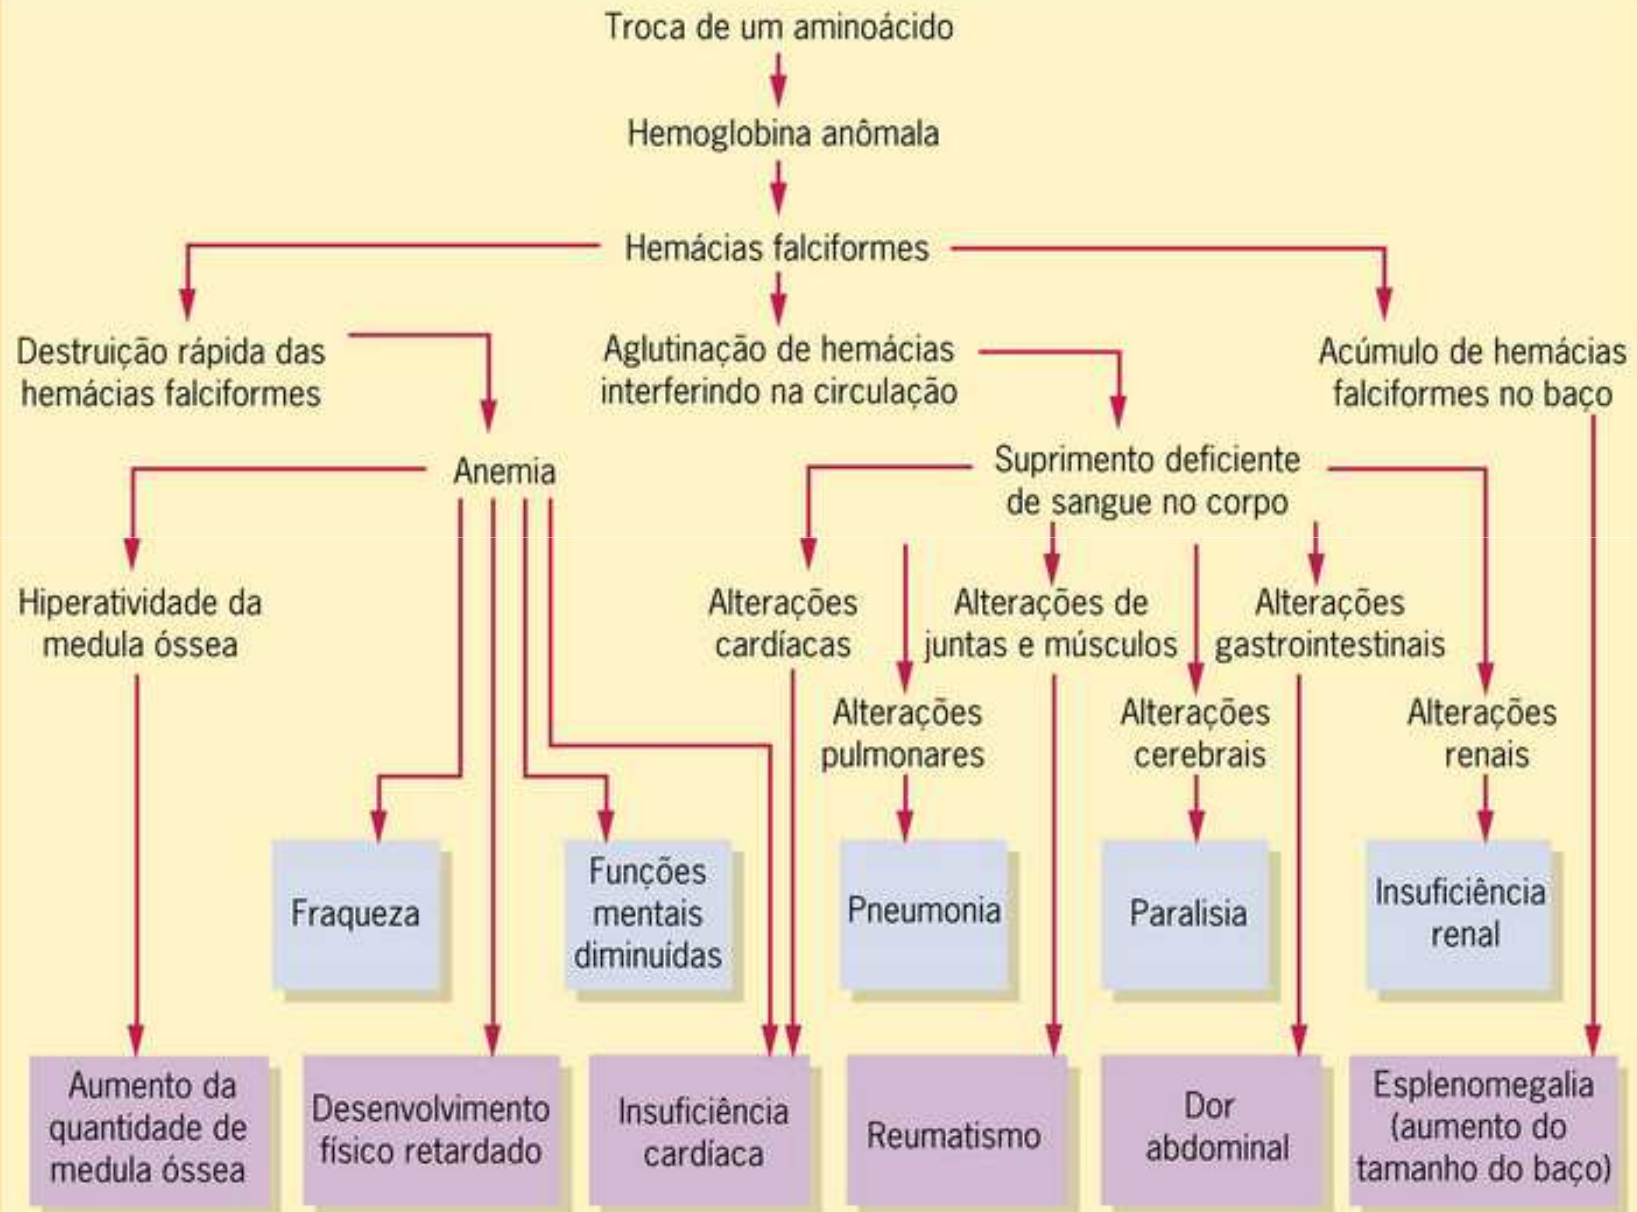 Troca de um aminoácido
Hemoglobina anômala
Hemácias falciformes
Destruição rápida das
hemácias falciformes
Aglutinação de hemácias
interferindo na circulação
Acúmulo de hemácias
falciformes no baço
Anemia
Suprimento deficiente
de sangue no corpo
Hiperatividade da
medula óssea
Alterações
cardíacas
Alterações de
juntas e músculos
Alterações
gastrointestinais
Alterações
pulmonares
Alterações
cerebrais
Alterações
renais
Fraqueza
Funções
mentais
diminuídas
Pneumonia
Paralisia
Insuficiência
renal
Aumento da
quantidade de
medula óssea
Desenvolvimento
físico retardado
Insuficiência
cardíaca
Reumatismo
Dor
abdominal
Esplenomegalia
(aumento do
tamanho do baço)